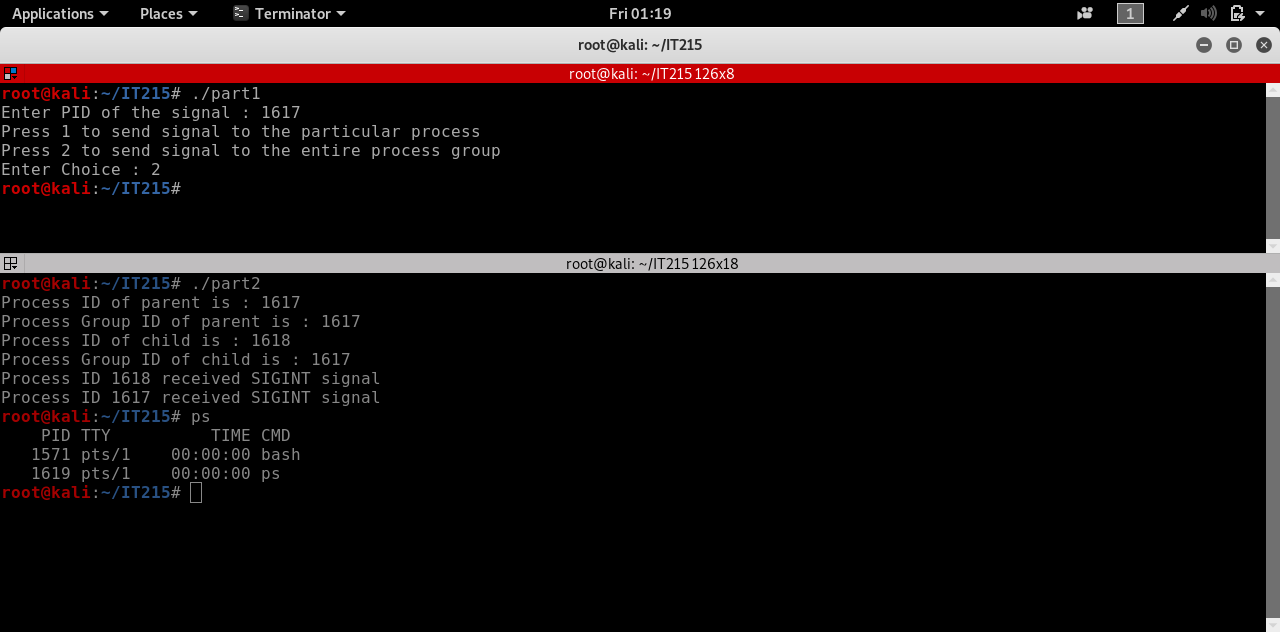 Applications Places Terminator Fri 01:19 1
root@kali: ~/IT215
root@kali: ~/IT215 126x8
root@kali:~/IT215# ./part1
Enter PID of the signal : 1617
Press 1 to send signal to the particular process
Press 2 to send signal to the entire process group
Enter Choice : 2
root@kali:~/IT215#
root@kali: ~/IT215 126x18
root@kali:~/IT215# ./part2
Process ID of parent is : 1617
Process Group ID of parent is : 1617
Process ID of child is : 1618
Process Group ID of child is : 1617
Process ID 1618 received SIGINT signal
Process ID 1617 received SIGINT signal
root@kali:~/IT215# ps
    PID TTY          TIME CMD
   1571 pts/1    00:00:00 bash
   1619 pts/1    00:00:00 ps
root@kali:~/IT215#